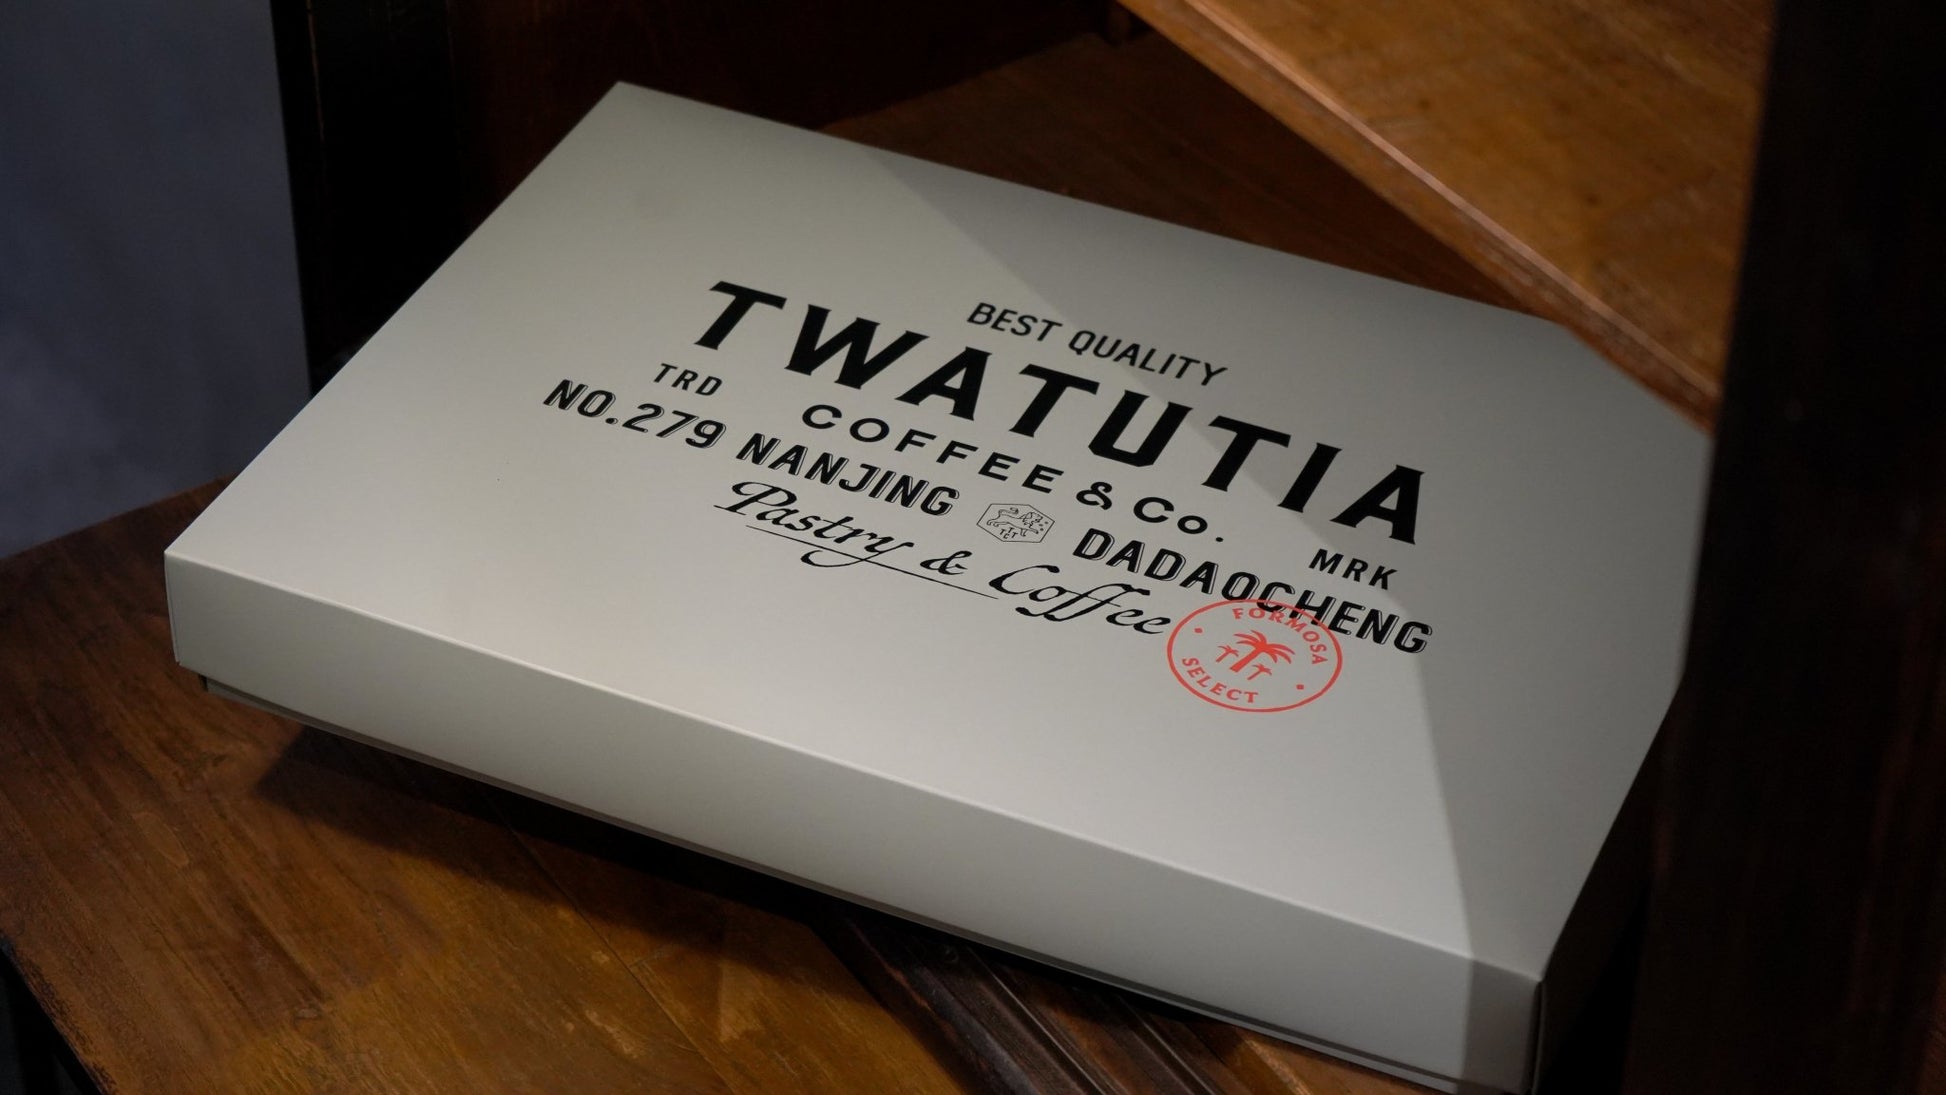 BEST QUALITY
TWATUTIA
TRD COFFEE & Co. MRK
NO.279 NANJING DADAOCHENG
Pastry & Coffee
FORMOSA
SELECT